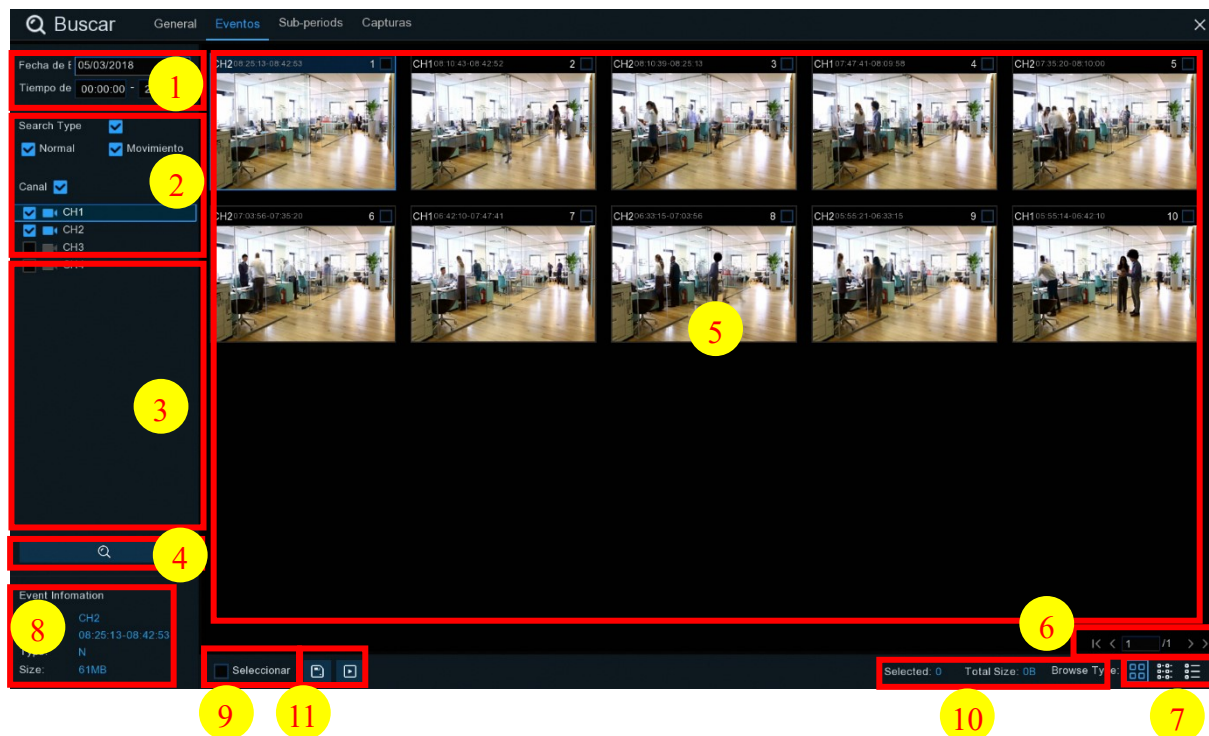 Buscar General Eventos Sub-periods Capturas
Fecha de E 05/03/2018
Tiempo de 00:00:00 - 2
1
Search Type
Normal Movimiento
2
Canal
CH1
CH2
CH3
3
4
Event Infomation
CH2
08:25:13-08:42:53
N
Size: 61MB
8
CH2 08:25:13-08:42:53 1
CH1 08:10:43-08:42:52 2
CH2 08:10:39-08:25:13 3
CH1 07:47:41-08:09:58 4
CH2 07:35:20-08:10:00 5
CH2 07:03:56-07:35:20 6
CH1 06:42:10-07:47:41 7
CH2 06:33:15-07:03:56 8
CH2 05:55:21-06:33:15 9
CH1 05:55:14-06:42:10 10
5
6
1 /1
Seleccionar
Selected: 0 Total Size: 0B Browse Type:
9
11
10
7